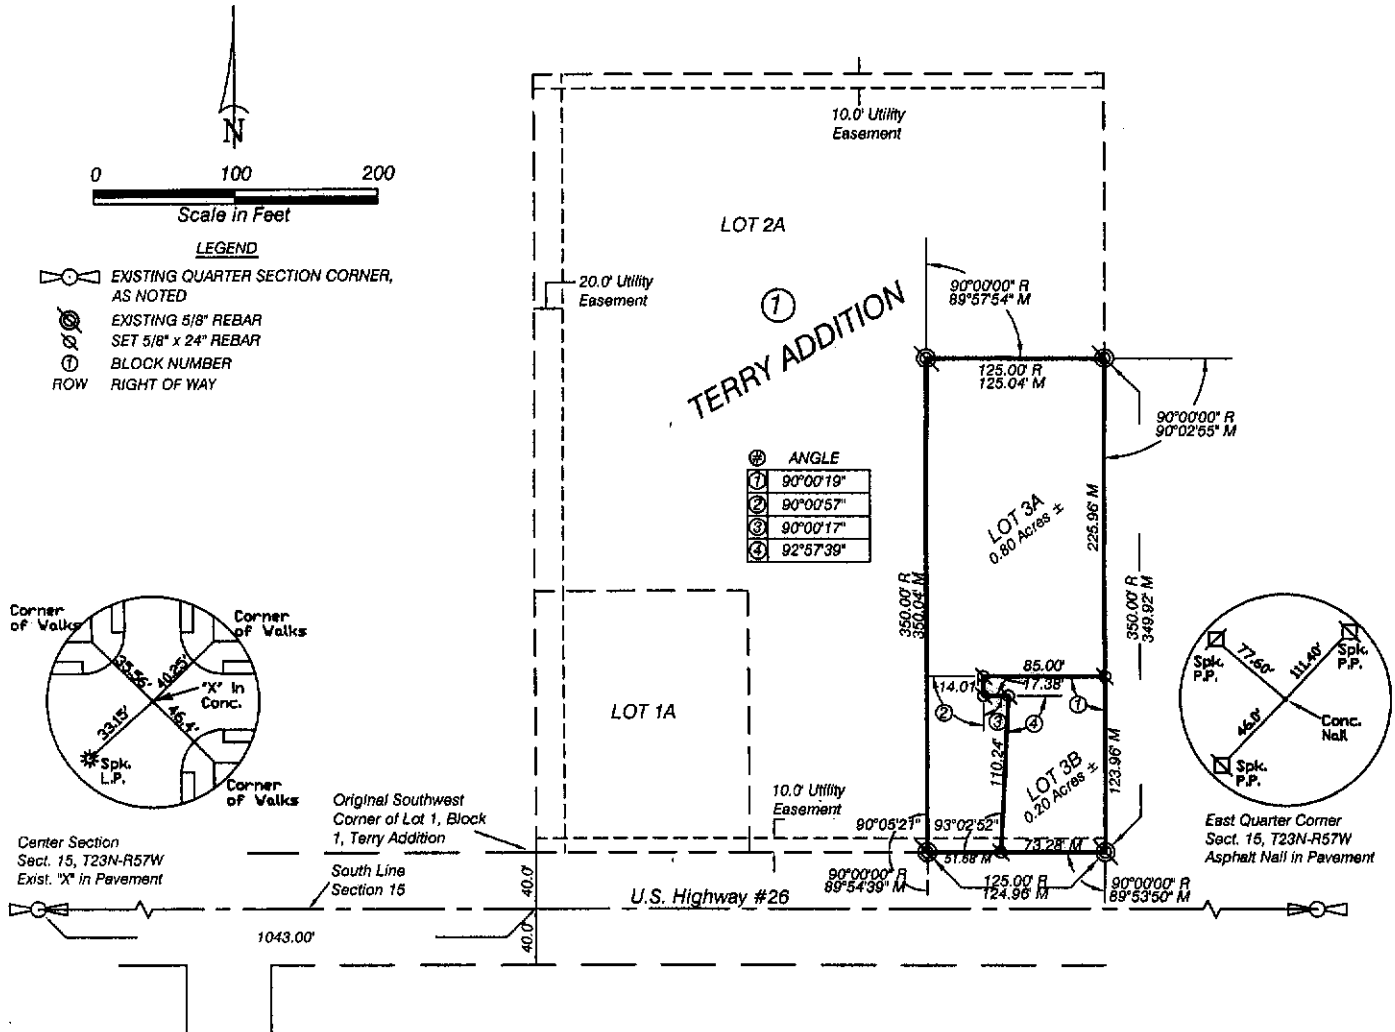 N
0 100 200
Scale in Feet
LEGEND
EXISTING QUARTER SECTION CORNER,
AS NOTED
EXISTING 5/8" REBAR
SET 5/8" x 24" REBAR
1 BLOCK NUMBER
ROW RIGHT OF WAY
10.0' Utility
Easement
LOT 2A
20.0' Utility
Easement
1
TERRY ADDITION
90°00'00" R
89°57'54" M
125.00' R
125.04' M
90°00'00" R
90°02'55" M
# ANGLE
1 90°00'19"
2 90°00'57"
3 90°00'17"
4 92°57'39"
LOT 3A
0.80 Acres ±
225.96' M
350.00' R
350.04' M
350.00' R
349.92' M
85.00'
14.01'
17.38'
1
2
3
4
110.24'
LOT 3B
0.20 Acres ±
123.96' M
LOT 1A
10.0' Utility
Easement
90°05'21"
93°02'52"
51.68' M
73.28' M
90°00'00" R
89°54'39" M
125.00' R
124.96' M
90°00'00" R
89°53'50" M
Corner
of Walks
Corner
of Walks
35.56'
40.25'
"X" In
Conc.
33.15'
46.4'
Spk.
L.P.
Corner
of Walks
Center Section
Sect. 15, T23N-R57W
Exist. "X" in Pavement
Original Southwest
Corner of Lot 1, Block
1, Terry Addition
South Line
Section 15
40.0'
40.0'
U.S. Highway #26
1043.00'
Spk.
P.P.
77.60'
111.40'
Spk.
P.P.
46.0'
Conc.
Nail
Spk.
P.P.
East Quarter Corner
Sect. 15, T23N-R57W
Asphalt Nail in Pavement